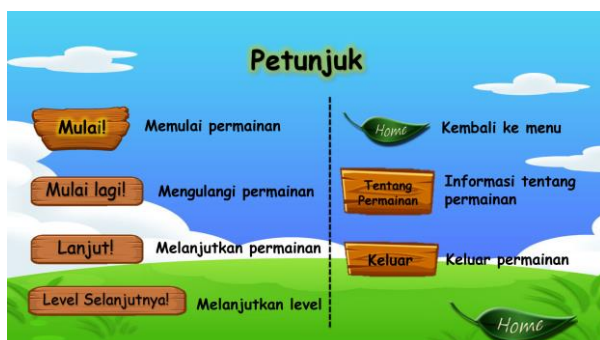 Petunjuk
Mulai!
Memulai permainan
Mulai lagi!
Mengulangi permainan
Lanjut!
Melanjutkan permainan
Level Selanjutnya!
Melanjutkan level
Home
Kembali ke menu
Tentang
Permainan
Informasi tentang
permainan
Keluar
Keluar permainan
Home